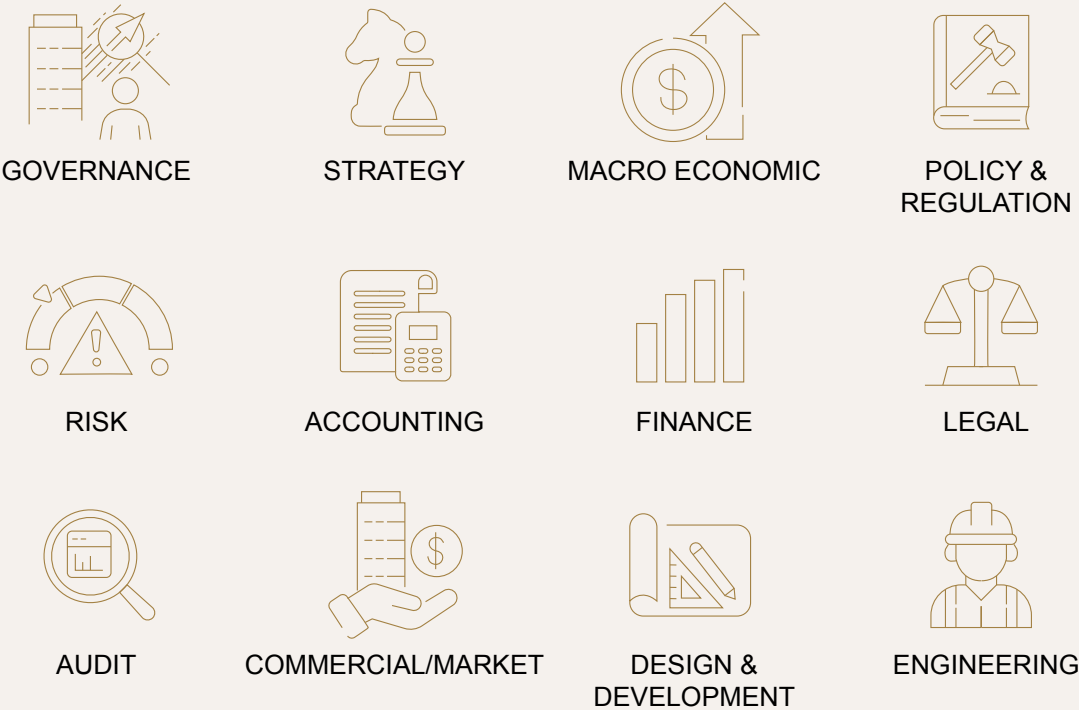 GOVERNANCE
STRATEGY
MACRO ECONOMIC
POLICY &
REGULATION
RISK
ACCOUNTING
FINANCE
LEGAL
AUDIT
COMMERCIAL/MARKET
DESIGN &
DEVELOPMENT
ENGINEERING